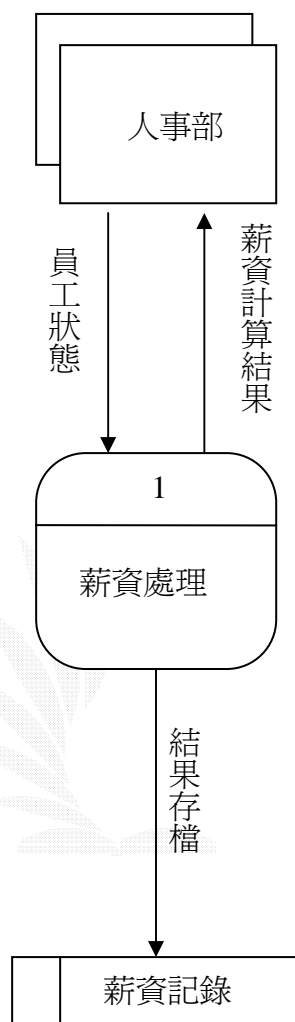 人事部
員工狀態
薪資計算結果
1
薪資處理
結果存檔
薪資記錄